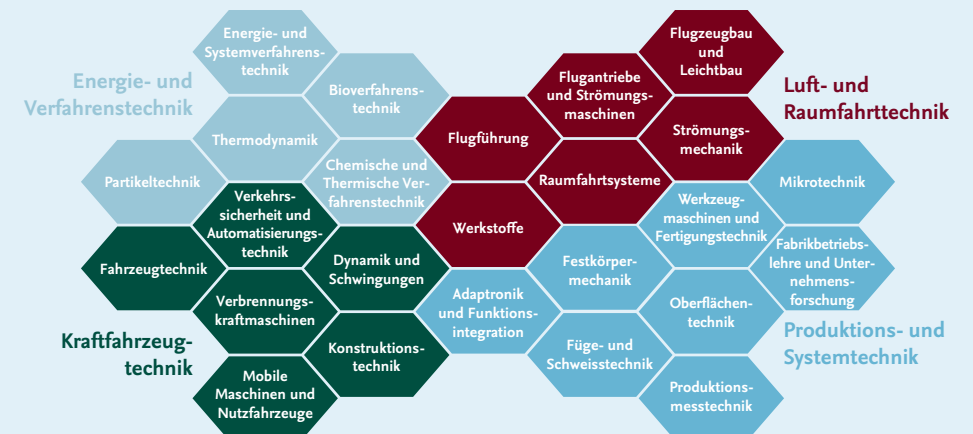 Energie- und
Verfahrenstechnik
Energie- und
Systemverfahrens-
technik
Bioverfahrens-
technik
Thermodynamik
Chemische und
Thermische Ver-
fahrenstechnik
Partikeltechnik
Luft- und
Raumfahrttechnik
Flugzeugbau
und
Leichtbau
Flugantriebe
und Strömungs-
maschinen
Flugführung
Strömungs-
mechanik
Raumfahrtsysteme
Werkstoffe
Kraftfahrzeug-
technik
Verkehrs-
sicherheit und
Automatisierungs-
technik
Fahrzeugtechnik
Dynamik und
Schwingungen
Verbrennungs-
kraftmaschinen
Konstruktions-
technik
Mobile
Maschinen und
Nutzfahrzeuge
Produktions- und
Systemtechnik
Mikrotechnik
Werkzeug-
maschinen und
Fertigungstechnik
Fabrikbetriebs-
lehre und Unter-
nehmens-
forschung
Festkörper-
mechanik
Adaptronik
und Funktions-
integration
Oberflächen-
technik
Füge- und
Schweisstechnik
Produktions-
messtechnik